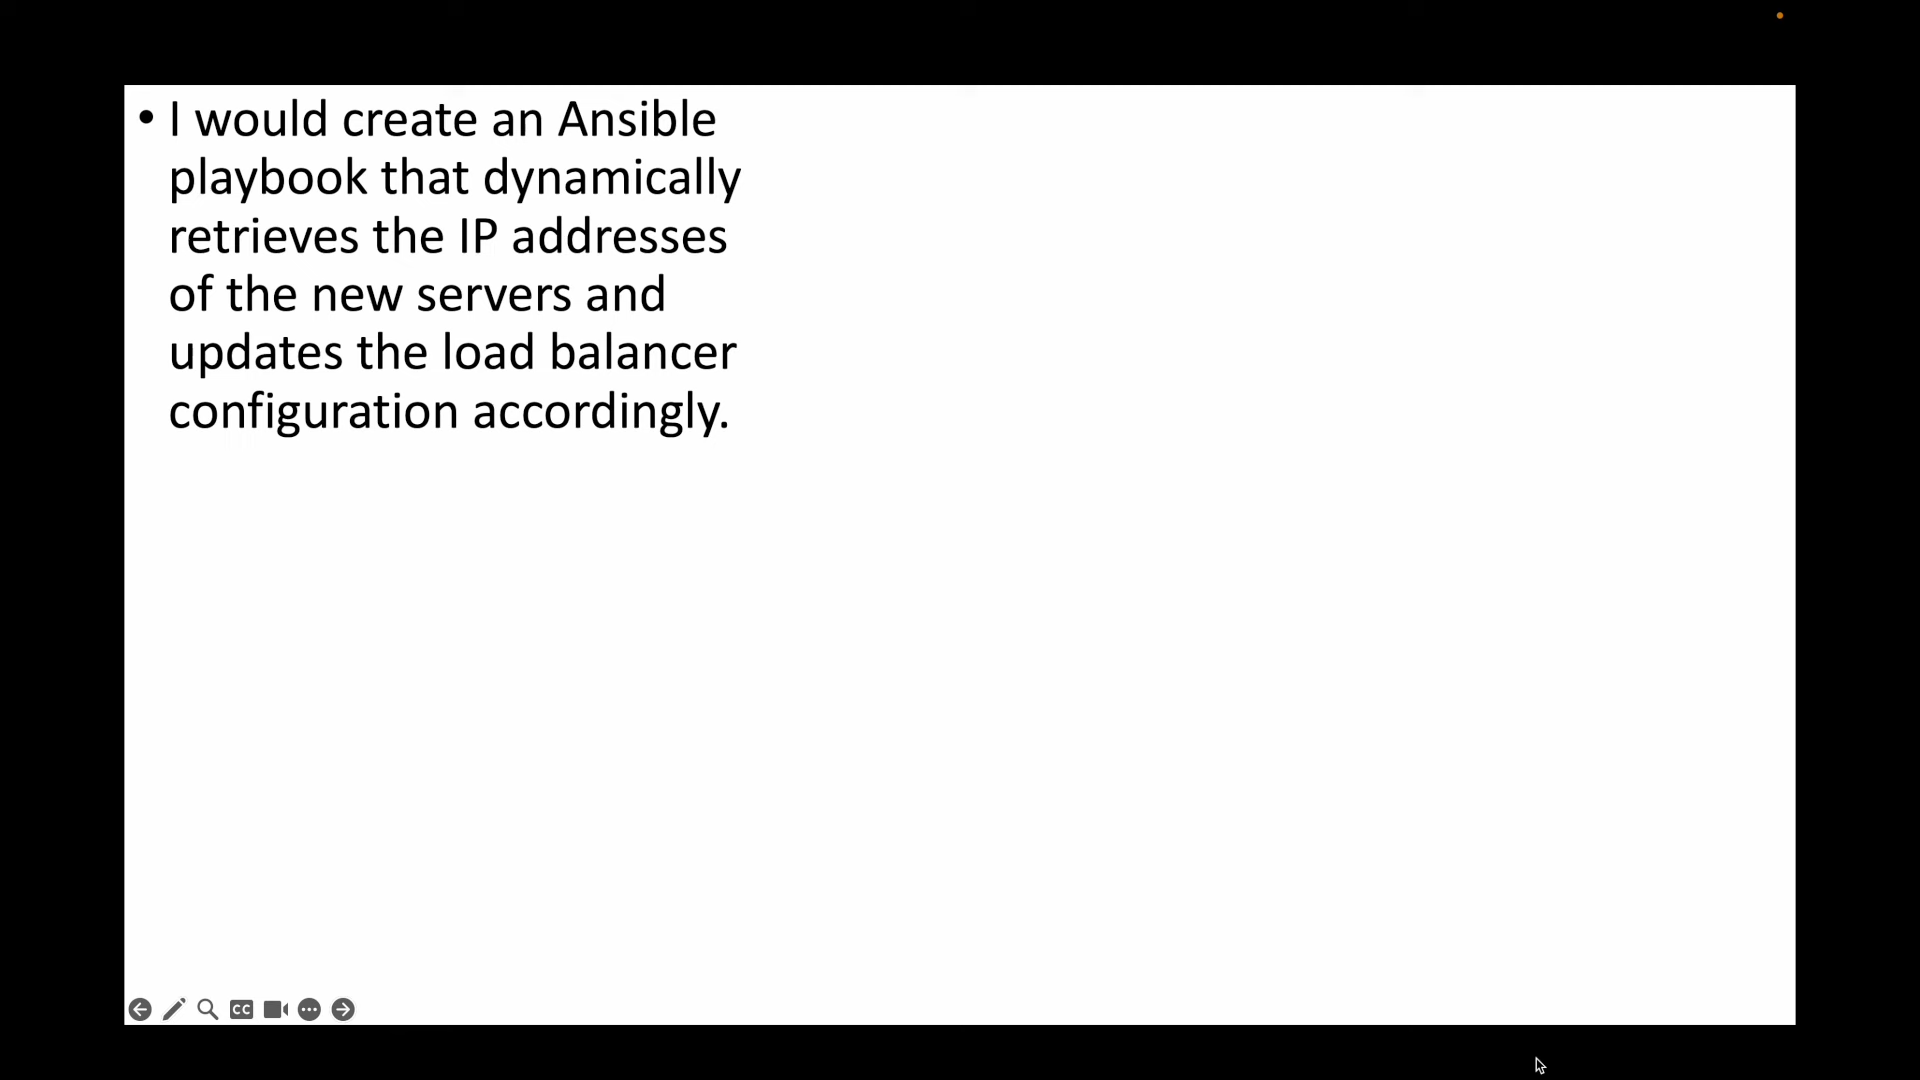 • I would create an Ansible
playbook that dynamically
retrieves the IP addresses
of the new servers and
updates the load balancer
configuration accordingly.
CC